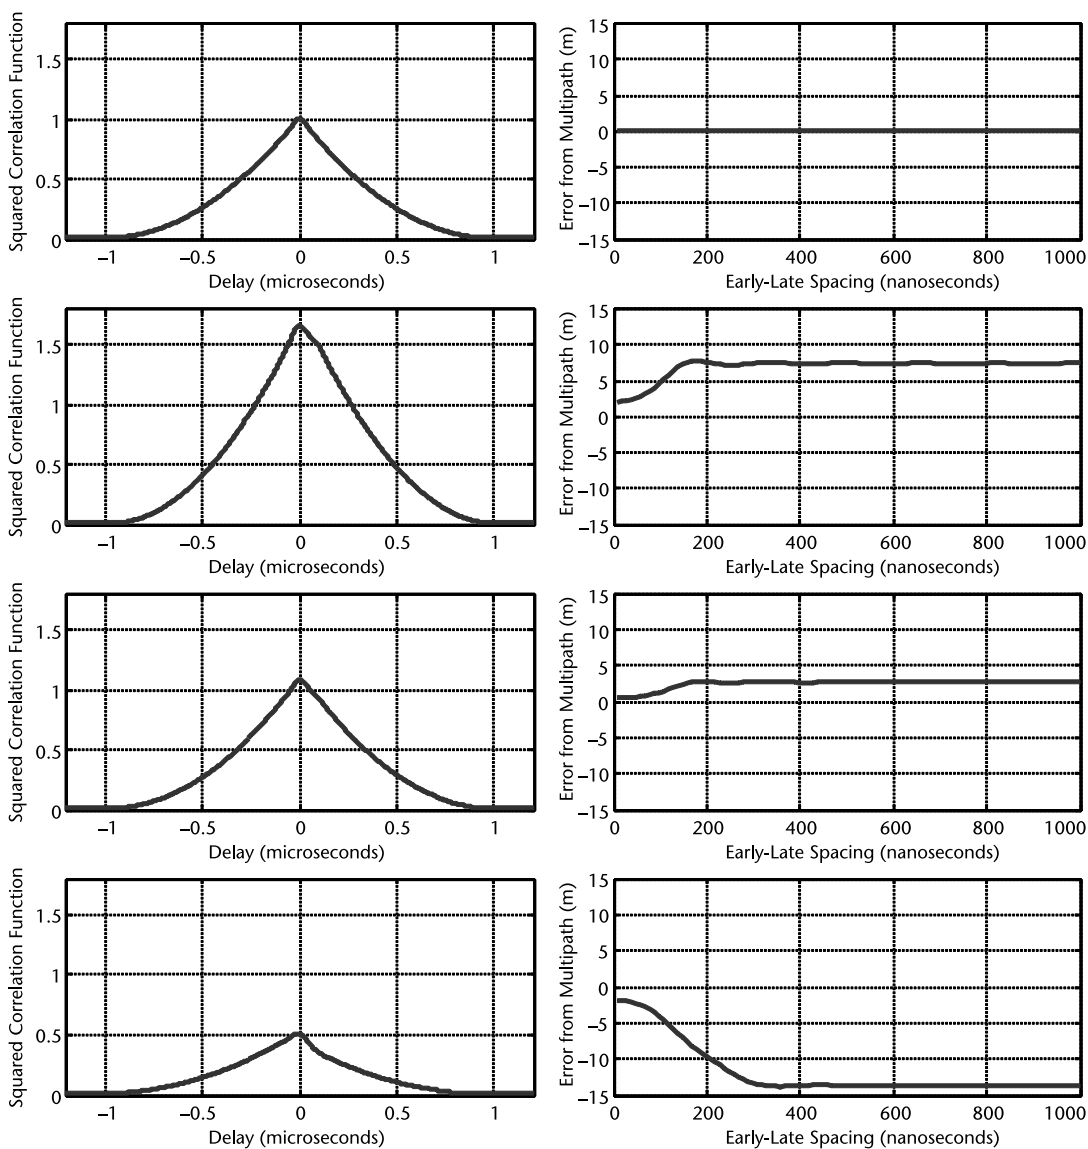 Squared Correlation Function
1.5
1
0.5
0
−1 −0.5 0 0.5 1
Delay (microseconds)
Error from Multipath (m)
15
10
5
0
−5
−10
−15
0 200 400 600 800 1000
Early-Late Spacing (nanoseconds)
Squared Correlation Function
1.5
1
0.5
0
−1 −0.5 0 0.5 1
Delay (microseconds)
Error from Multipath (m)
15
10
5
0
−5
−10
−15
0 200 400 600 800 1000
Early-Late Spacing (nanoseconds)
Squared Correlation Function
1.5
1
0.5
0
−1 −0.5 0 0.5 1
Delay (microseconds)
Error from Multipath (m)
15
10
5
0
−5
−10
−15
0 200 400 600 800 1000
Early-Late Spacing (nanoseconds)
Squared Correlation Function
1.5
1
0.5
0
−1 −0.5 0 0.5 1
Delay (microseconds)
Error from Multipath (m)
15
10
5
0
−5
−10
−15
0 200 400 600 800 1000
Early-Late Spacing (nanoseconds)